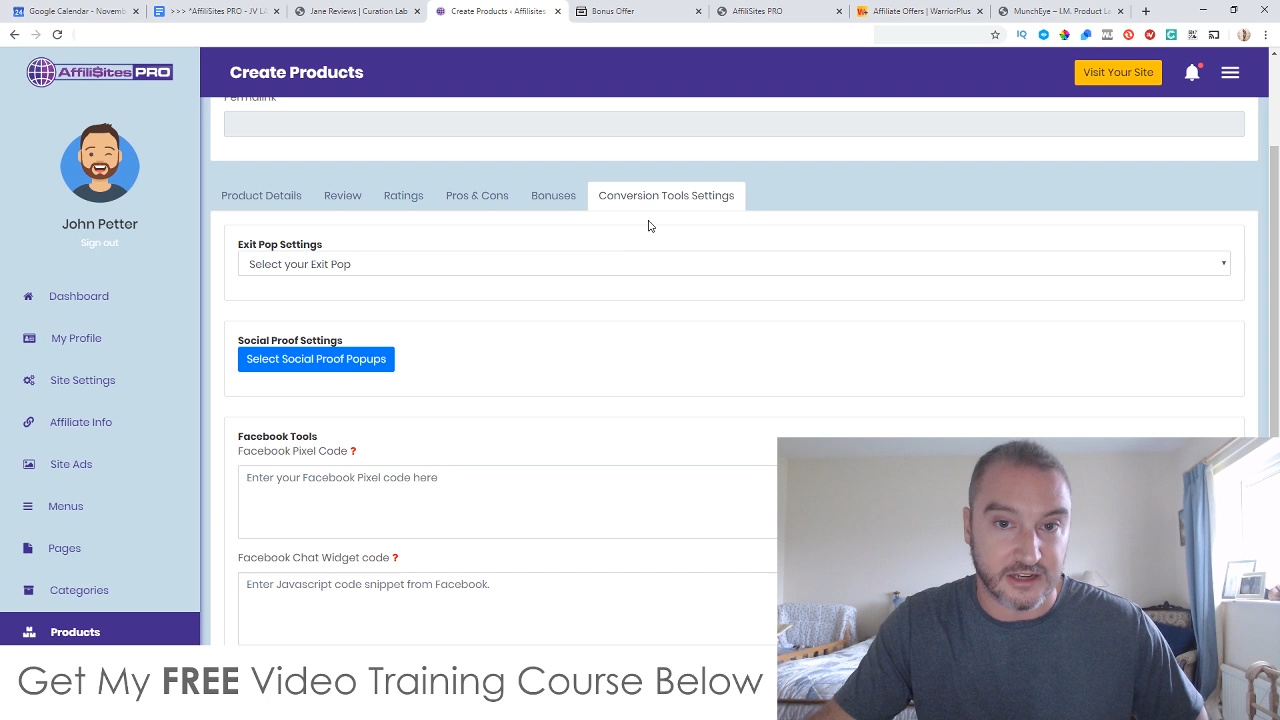 Google Calendar - Novemb
>>> *AffiliSites PRO - JV LA
Jane Reviews | Curation Lab
Create Products ‹ Affilisites
Bonus Offer
AffiliSites PRO
Affiliate Offers | WarriorPlus
MunchEye – I.M. Product La
AffiliSites PRO
Create Products
Visit Your Site
Permalink
John Petter
Sign out
Product Details
Review
Ratings
Pros & Cons
Bonuses
Conversion Tools Settings
Exit Pop Settings
Select your Exit Pop
Dashboard
My Profile
Social Proof Settings
Select Social Proof Popups
Site Settings
Affiliate Info
Facebook Tools
Facebook Pixel Code ?
Site Ads
Enter your Facebook Pixel code here
Menus
Pages
Facebook Chat Widget code ?
Enter Javascript code snippet from Facebook.
Categories
Products
Get My FREE Video Training Course Below